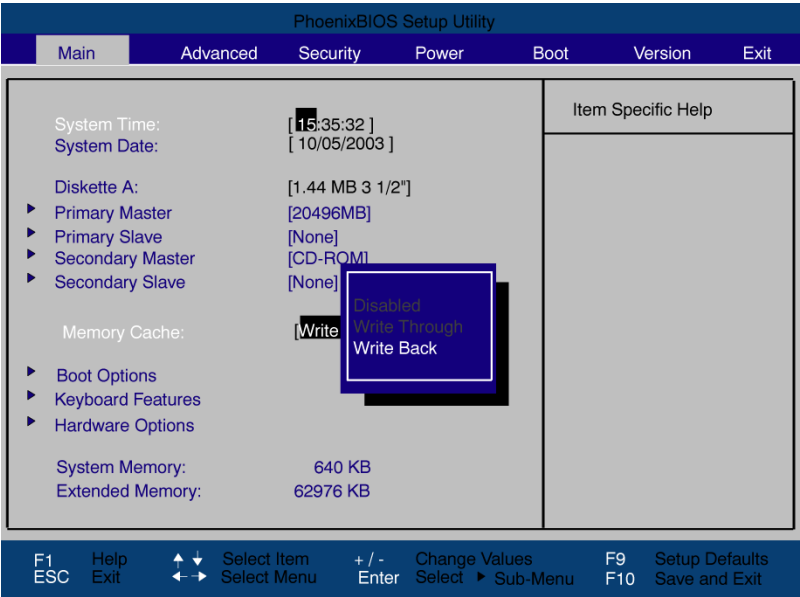 PhoenixBIOS Setup Utility
Main Advanced Security Power Boot Version Exit
Item Specific Help
System Time: [ 15:35:32 ]
System Date: [ 10/05/2003 ]
Diskette A: [1.44 MB 3 1/2"]
Primary Master [20496MB]
Primary Slave [None]
Secondary Master [CD-ROM]
Secondary Slave [None]
Disabled
Memory Cache: [Write Write Through
Write Back
Boot Options
Keyboard Features
Hardware Options
System Memory: 640 KB
Extended Memory: 62976 KB
F1 Help Select Item + / - Change Values F9 Setup Defaults
ESC Exit Select Menu Enter Select Sub-Menu F10 Save and Exit